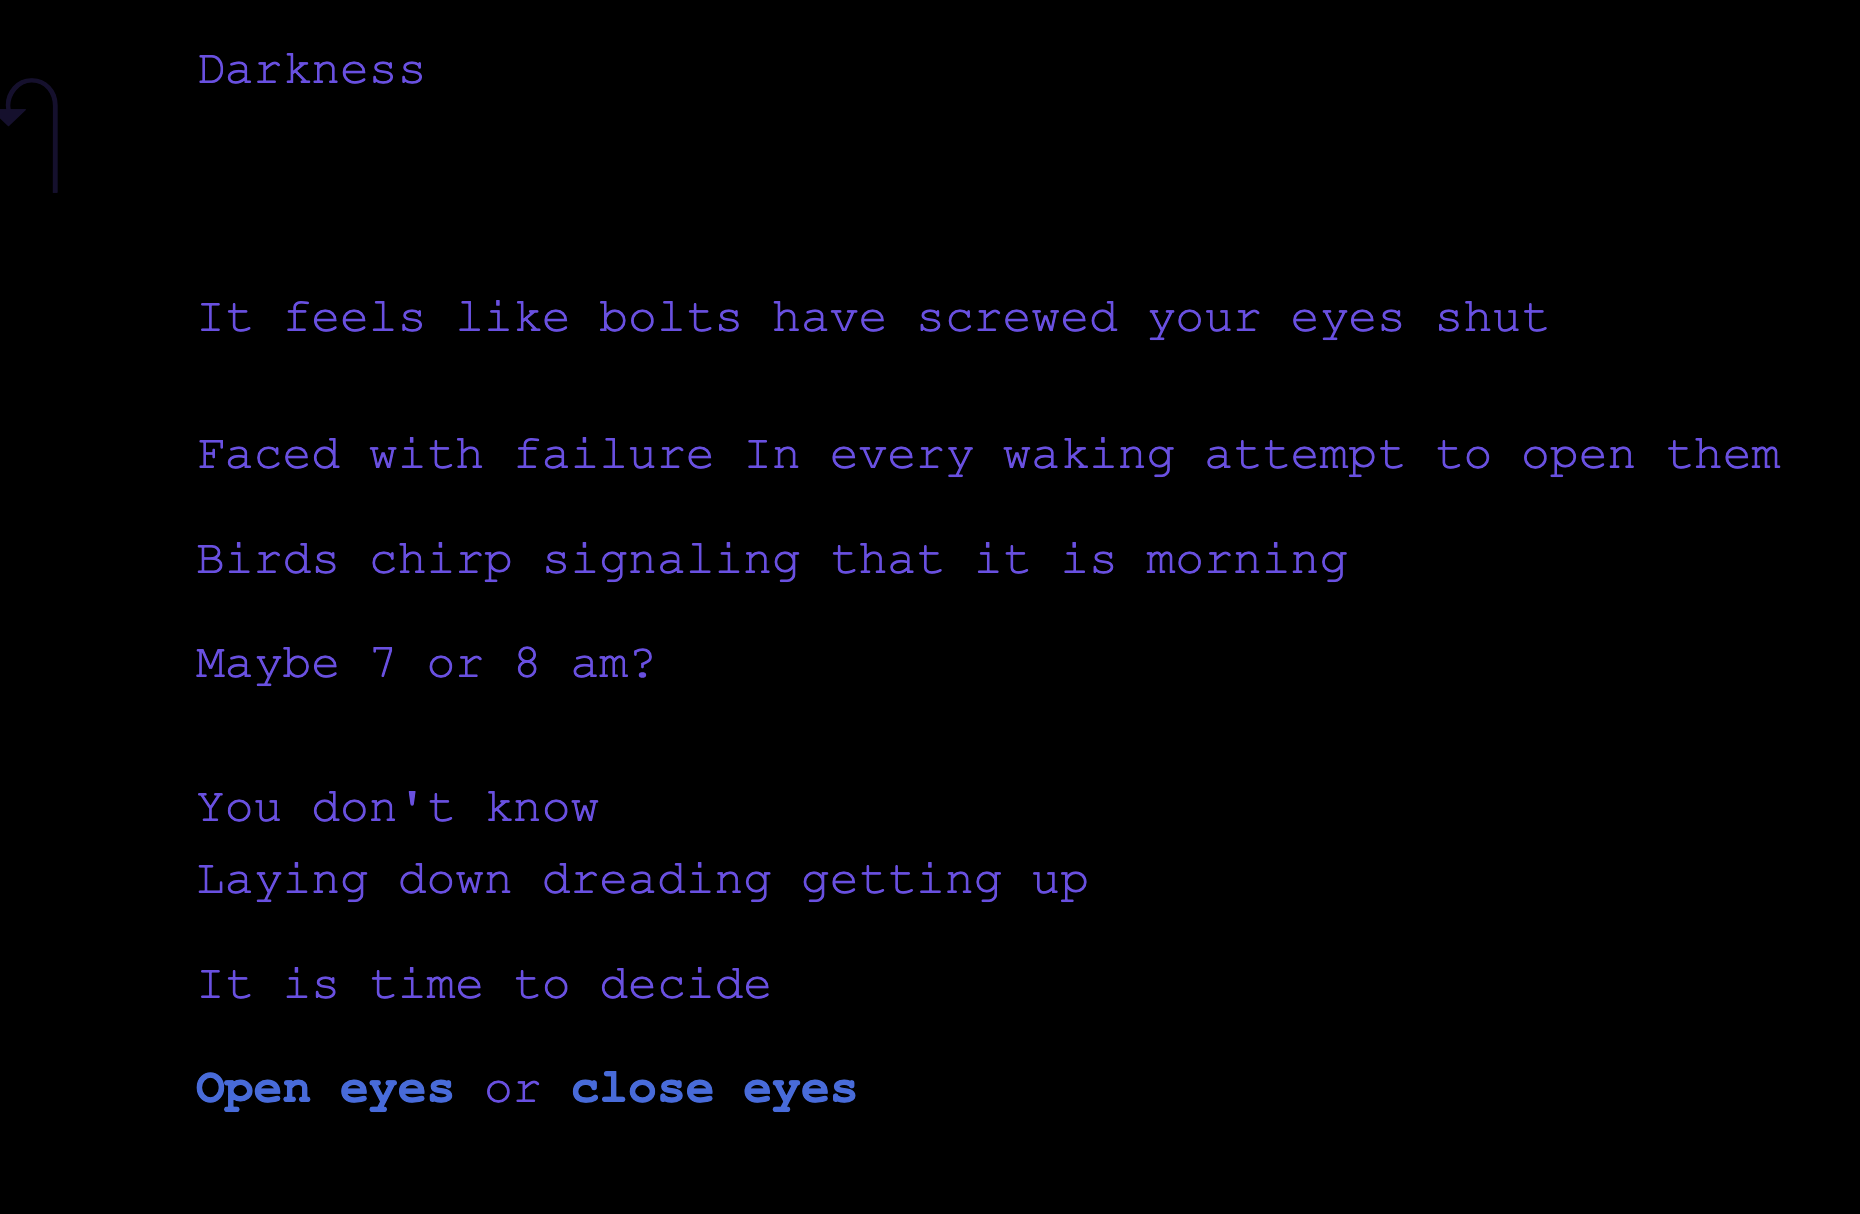 Darkness
It feels like bolts have screwed your eyes shut
Faced with failure In every waking attempt to open them
Birds chirp signaling that it is morning
Maybe 7 or 8 am?
You don't know
Laying down dreading getting up
It is time to decide
Open eyes or close eyes